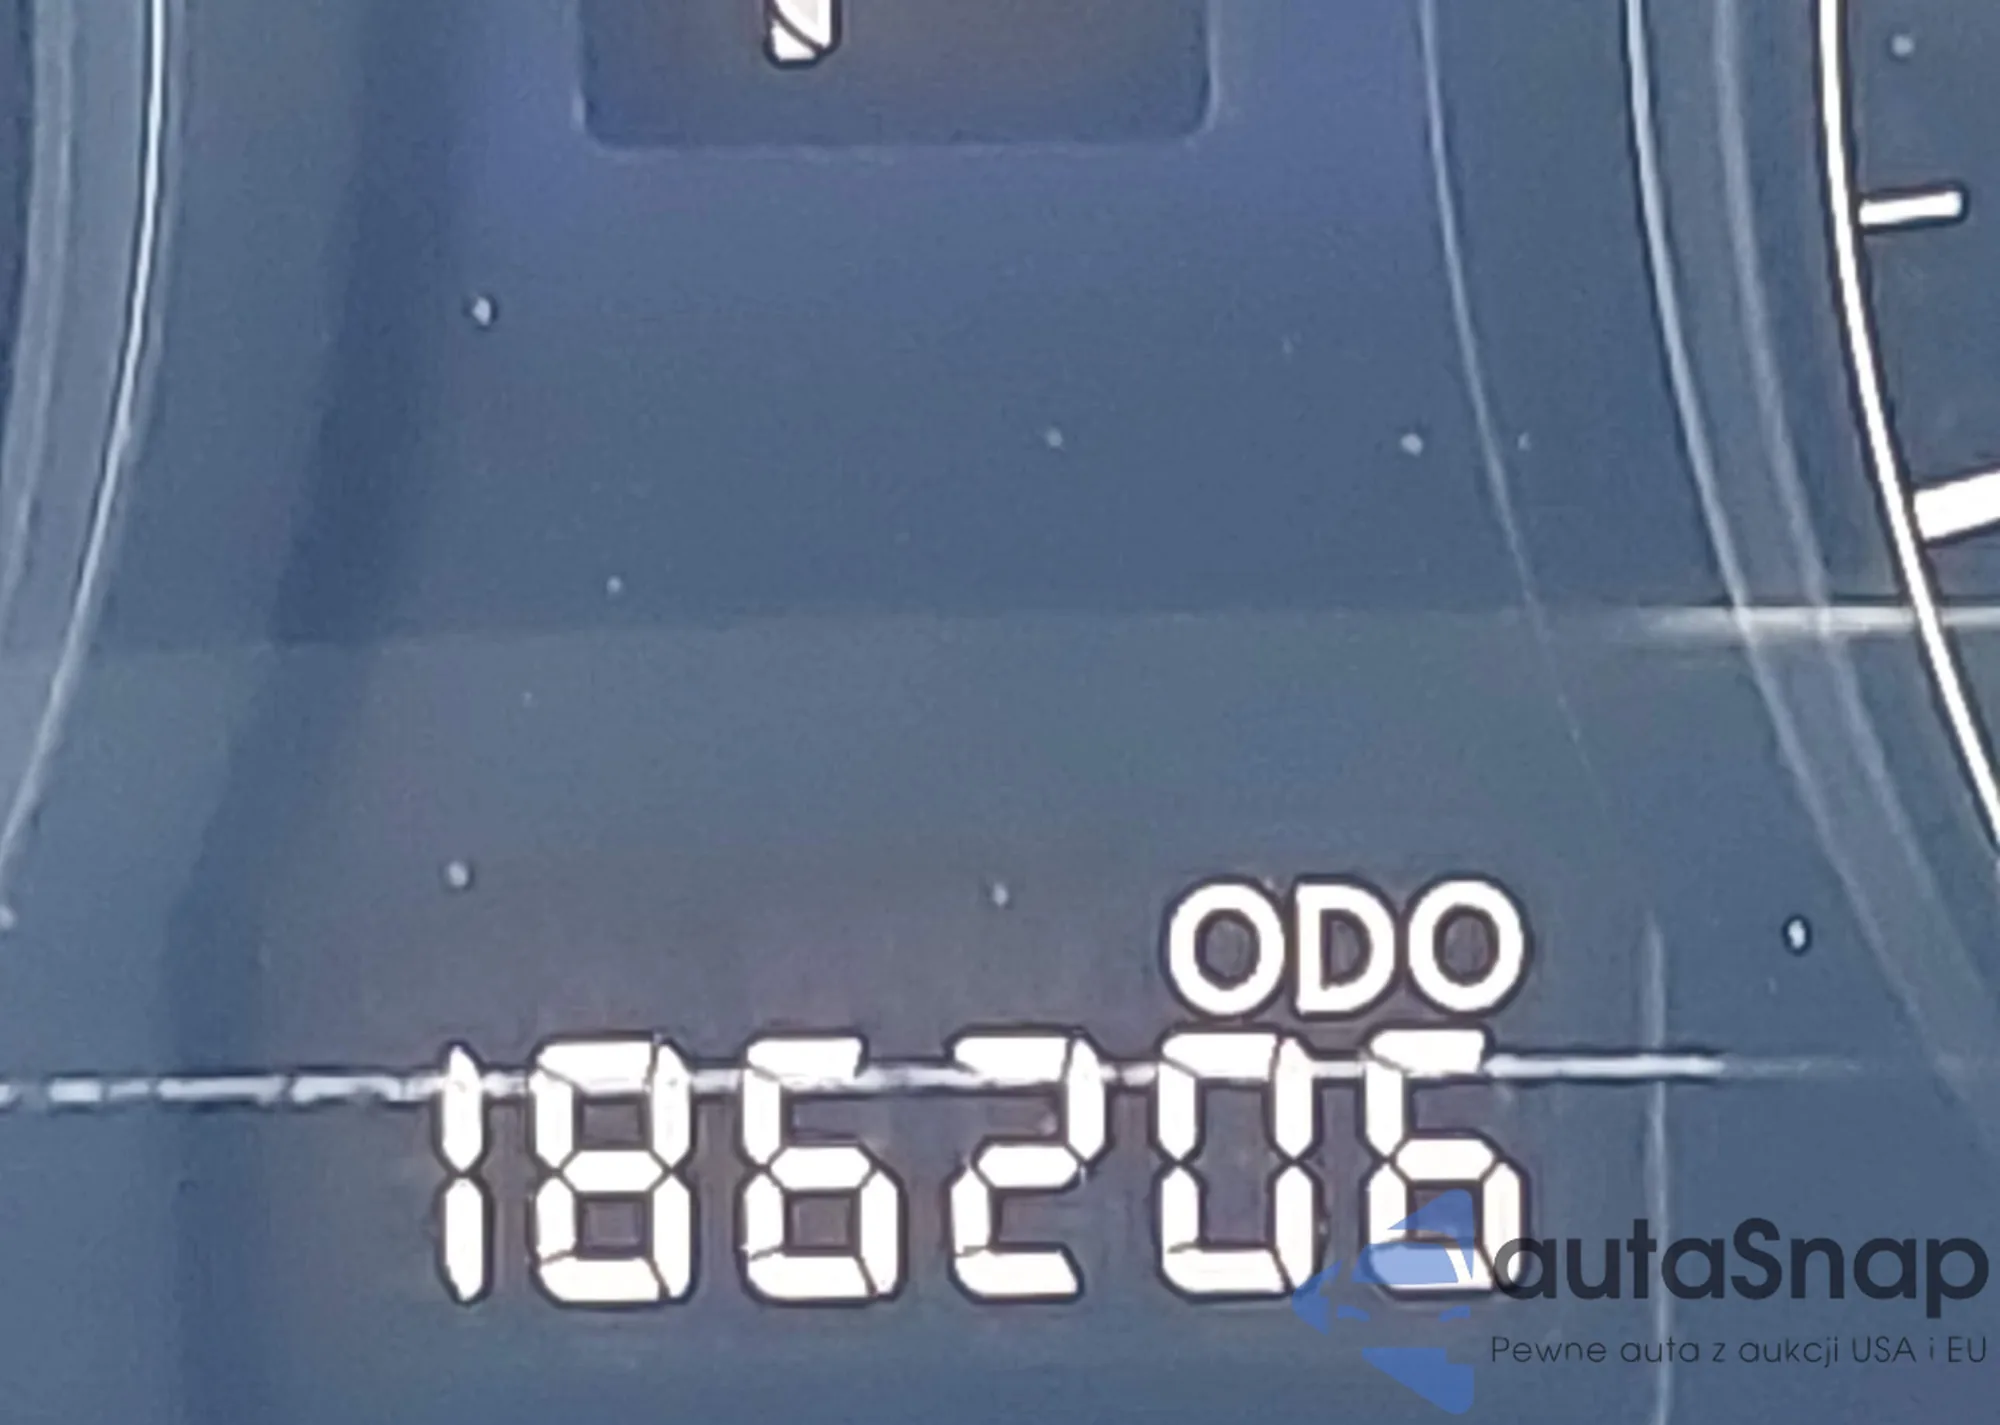 ODO
186206
autaSnap
Pewne auta z aukcji USA i EU